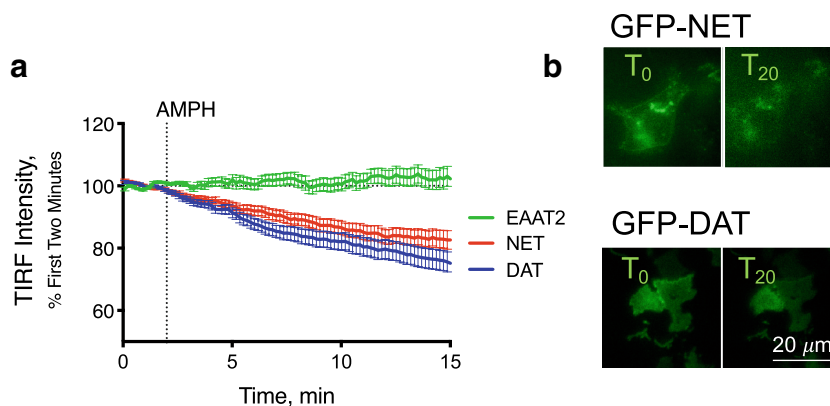 a
AMPH
120
100
80
60
TIRF Intensity,
% First Two Minutes
0
5
10
15
Time, min
EAAT2
NET
DAT
b
GFP-NET
T0
T20
GFP-DAT
T0
T20
20 μm